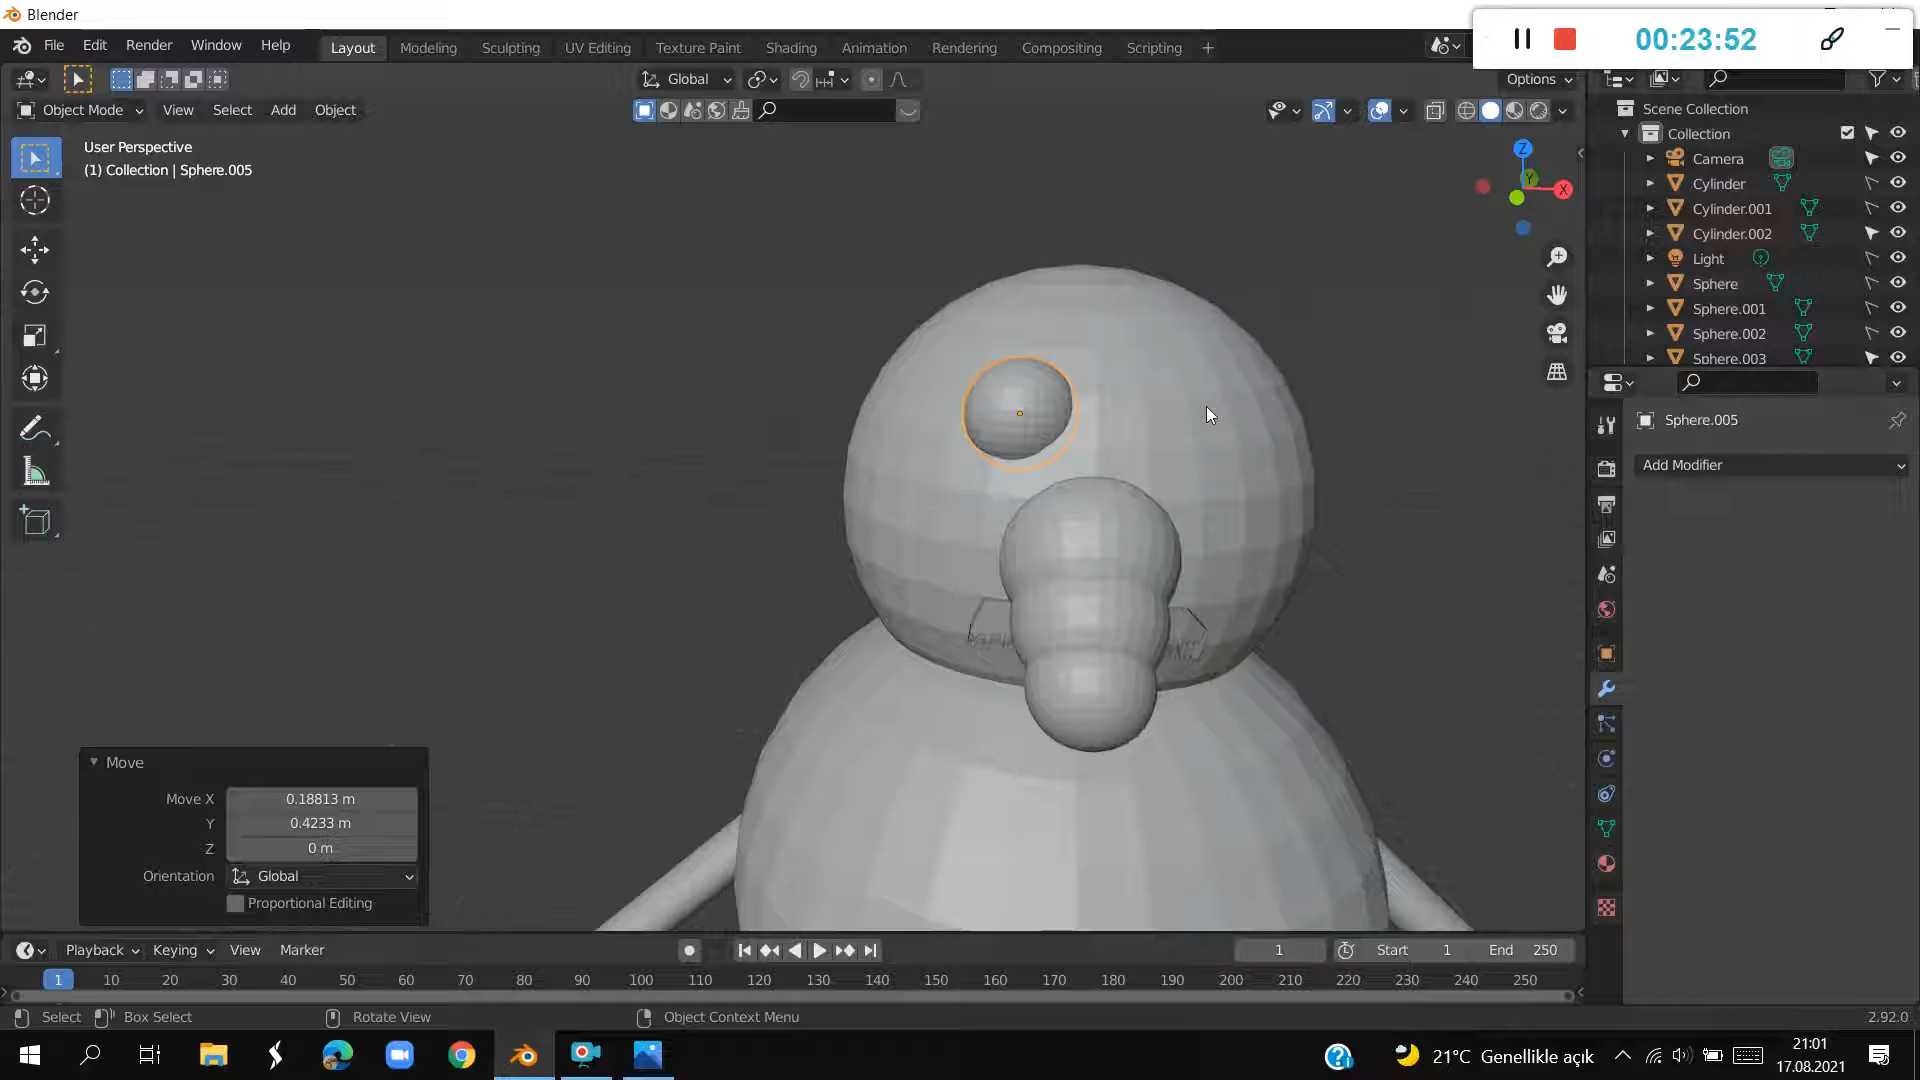 Blender
File Edit Render Window Help
Layout Modeling Sculpting UV Editing Texture Paint Shading Animation Rendering Compositing Scripting +
00:23:52
Global
Options
Object Mode View Select Add Object
User Perspective
(1) Collection | Sphere.005
Z
Y
X
Scene Collection
Collection
Camera
Cylinder
Cylinder.001
Cylinder.002
Light
Sphere
Sphere.001
Sphere.002
Sphere.003
Sphere.005
Add Modifier
Move
Move X 0.18813 m
Y 0.4233 m
Z 0 m
Orientation Global
Proportional Editing
Playback Keying View Marker
1 Start 1 End 250
1 10 20 30 40 50 60 70 80 90 100 110 120 130 140 150 160 170 180 190 200 210 220 230 240 250
Select Box Select Rotate View Object Context Menu 2.92.0
21°C Genellikle açık
21:01
17.08.2021